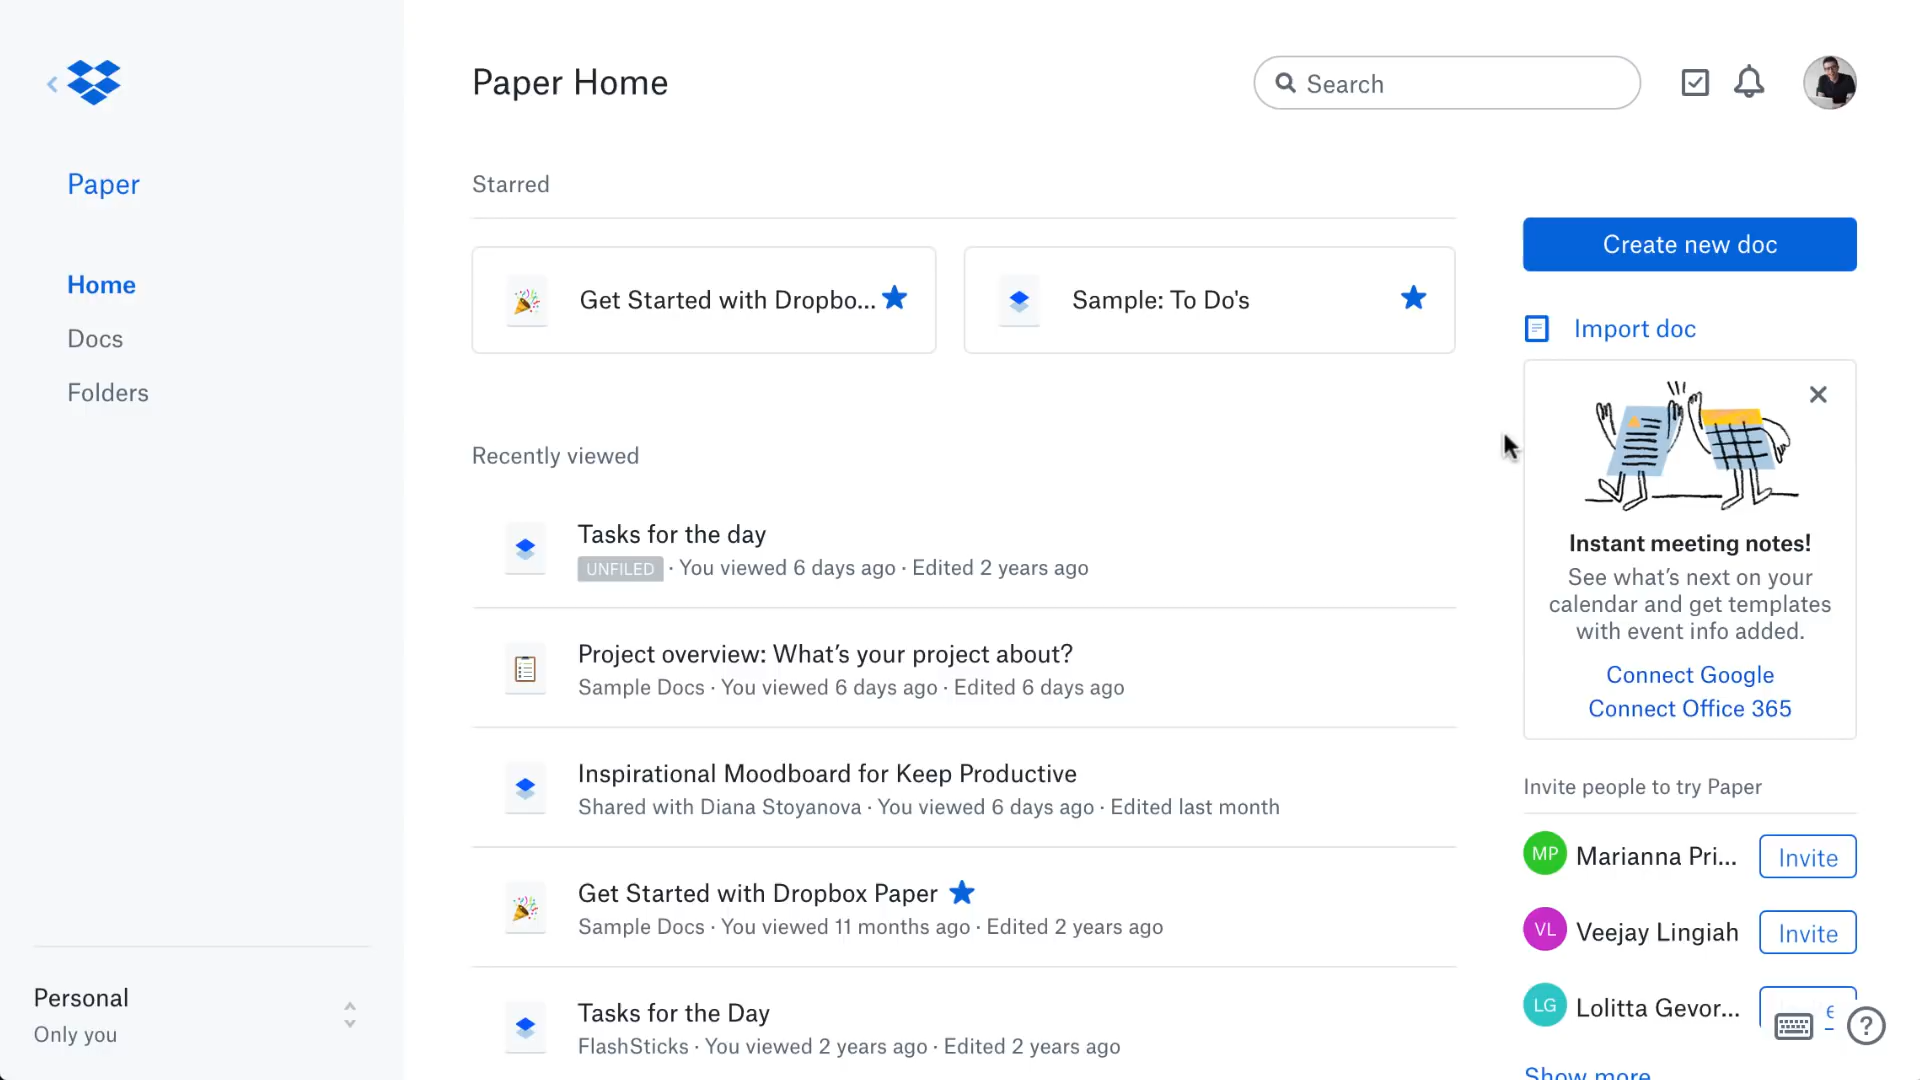 Paper Home
Search
Paper
Home
Docs
Folders
Personal
Only you
Starred
Get Started with Dropbo...
Sample: To Do's
Recently viewed
Tasks for the day
UNFILED · You viewed 6 days ago · Edited 2 years ago
Project overview: What’s your project about?
Sample Docs · You viewed 6 days ago · Edited 6 days ago
Inspirational Moodboard for Keep Productive
Shared with Diana Stoyanova · You viewed 6 days ago · Edited last month
Get Started with Dropbox Paper
Sample Docs · You viewed 11 months ago · Edited 2 years ago
Tasks for the Day
FlashSticks · You viewed 2 years ago · Edited 2 years ago
Create new doc
Import doc
Instant meeting notes!
See what’s next on your
calendar and get templates
with event info added.
Connect Google
Connect Office 365
Invite people to try Paper
MP Marianna Pri... Invite
VL Veejay Lingiah Invite
LG Lolitta Gevor...
?
Show more